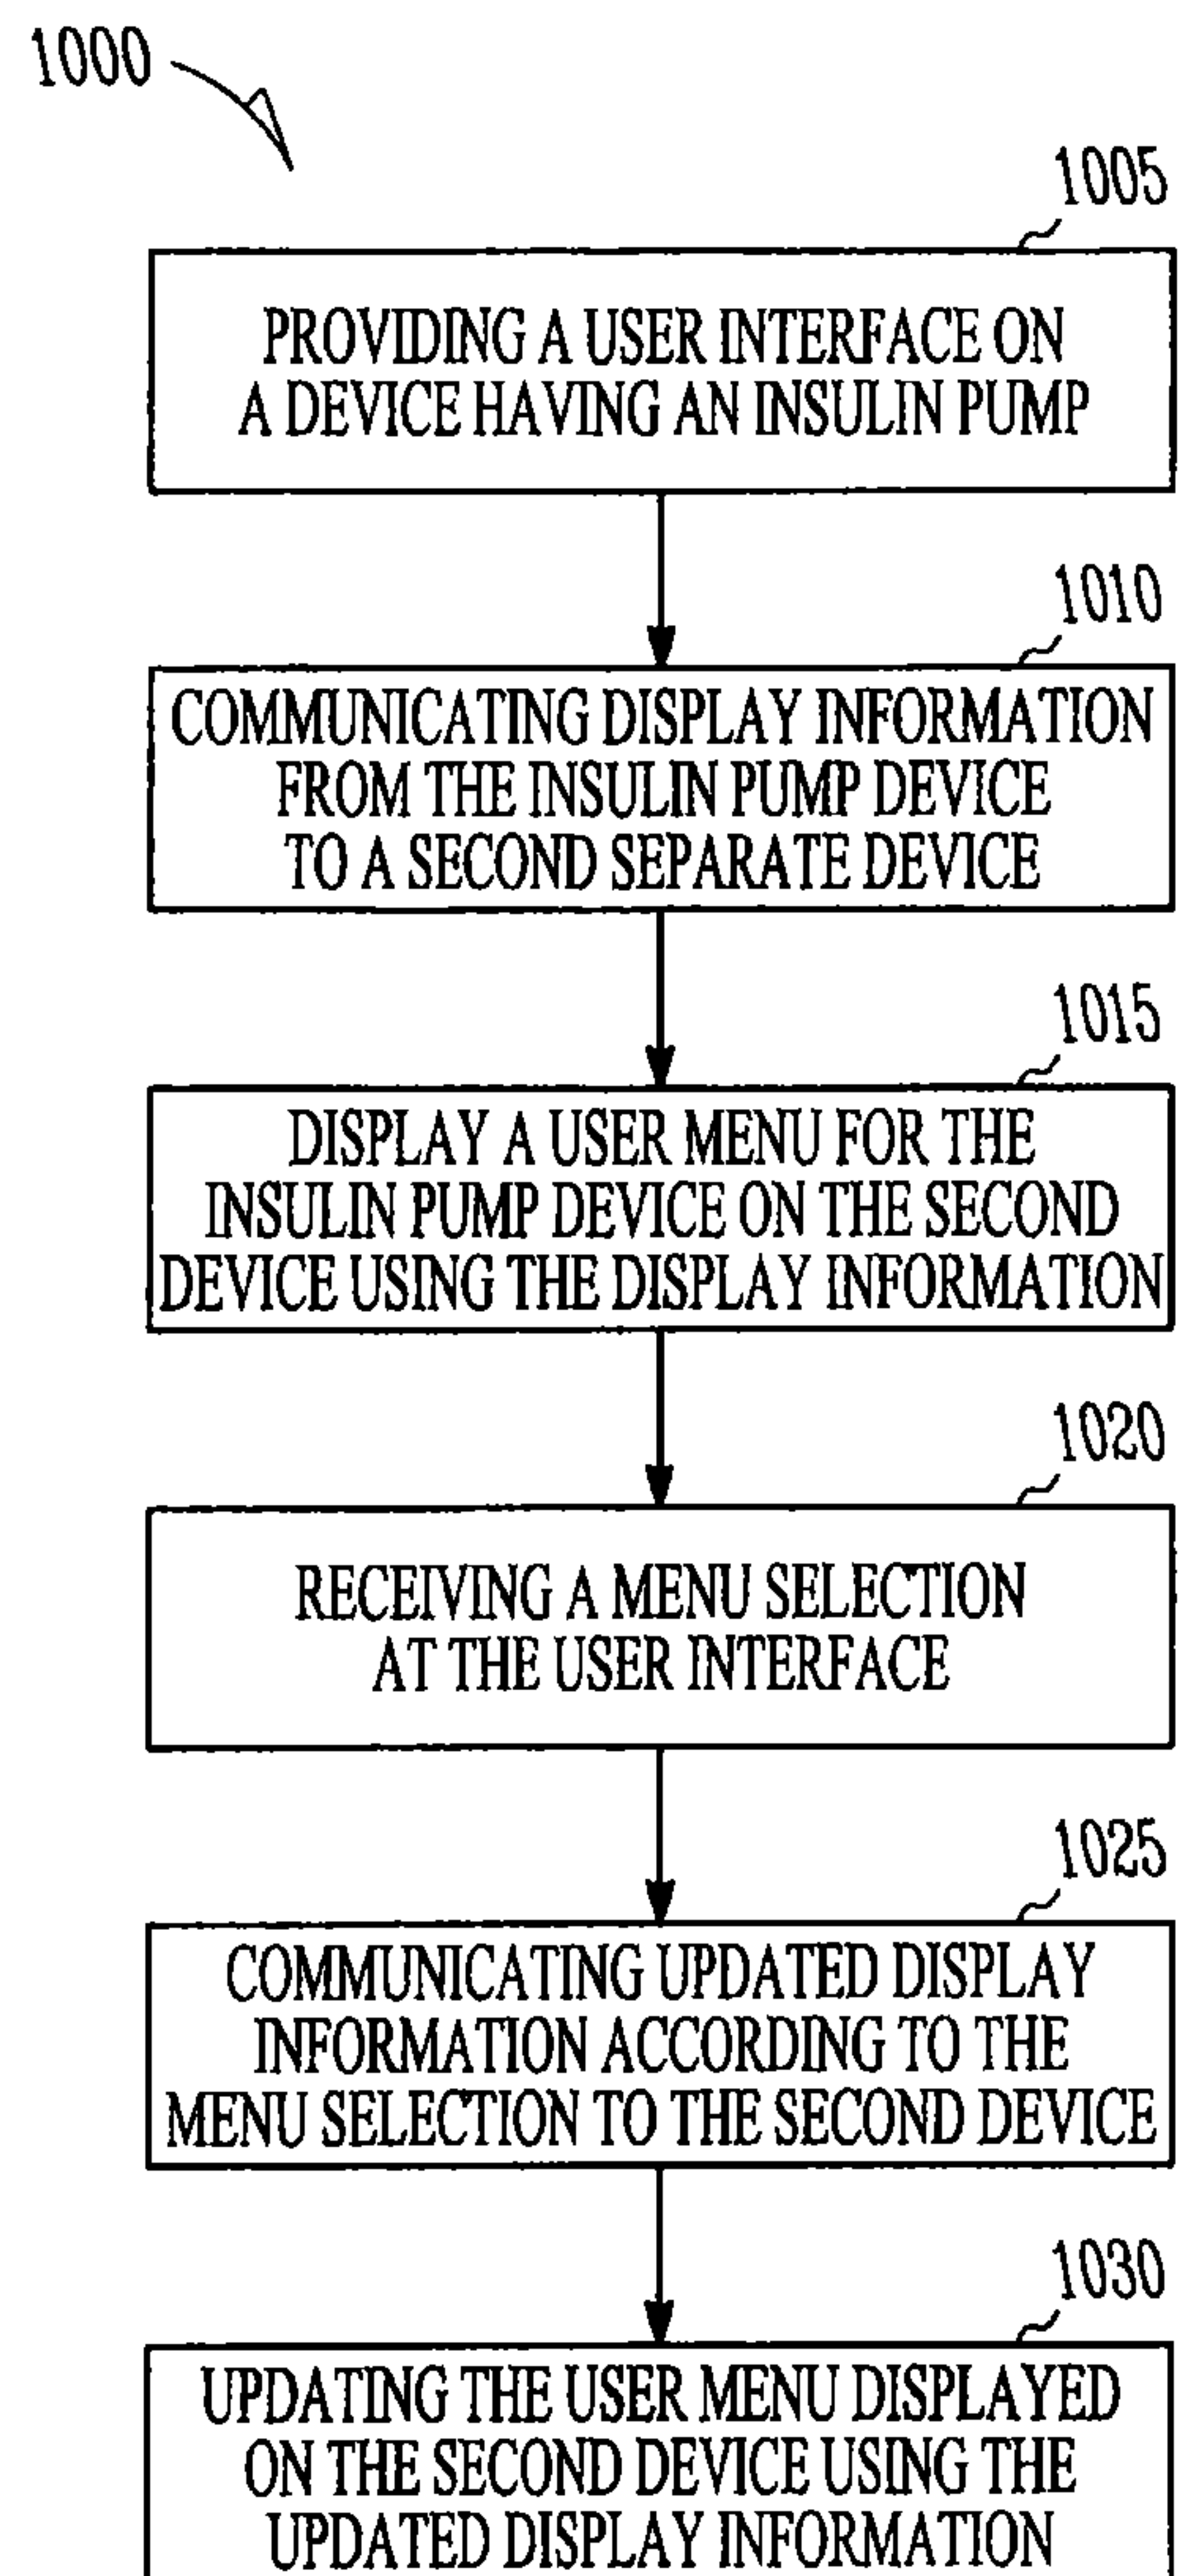 1000
1005
PROVIDING A USER INTERFACE ON
A DEVICE HAVING AN INSULIN PUMP
1010
COMMUNICATING DISPLAY INFORMATION
FROM THE INSULIN PUMP DEVICE
TO A SECOND SEPARATE DEVICE
1015
DISPLAY A USER MENU FOR THE
INSULIN PUMP DEVICE ON THE SECOND
DEVICE USING THE DISPLAY INFORMATION
1020
RECEIVING A MENU SELECTION
AT THE USER INTERFACE
1025
COMMUNICATING UPDATED DISPLAY
INFORMATION ACCORDING TO THE
MENU SELECTION TO THE SECOND DEVICE
1030
UPDATING THE USER MENU DISPLAYED
ON THE SECOND DEVICE USING THE
UPDATED DISPLAY INFORMATION